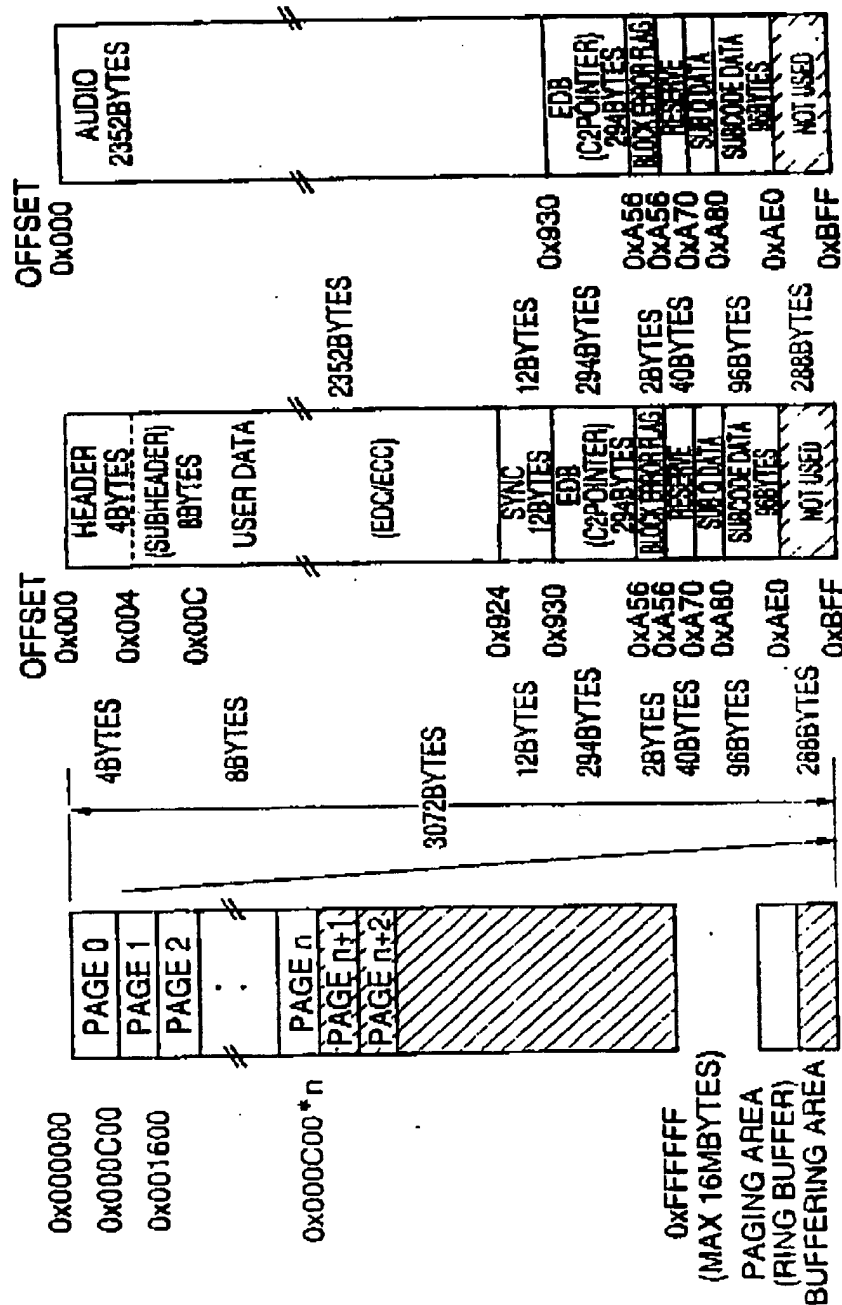 0x000000
0x000C00
0x001600
0x000C00*n
0xFFFFFF
(MAX 16MBYTES)
PAGING AREA
(RING BUFFER)
BUFFERING AREA
PAGE 0
PAGE 1
PAGE 2
PAGE n
PAGE n+1
PAGE n+2
3072BYTES
4BYTES
8BYTES
12BYTES
294BYTES
2BYTES
40BYTES
96BYTES
288BYTES
OFFSET
0x000
0x004
0x00C
0x924
0x930
0xA56
0xA56
0xA70
0xA80
0xAE0
0xBFF
HEADER
4BYTES
(SUBHEADER)
8BYTES
USER DATA
(EDC/ECC)
SYNC
12BYTES
EDB
(C2POINTER)
294BYTES
BLOCK ERROR FLAG
RESERVE
SUB Q DATA
SUBCODE DATA
96BYTES
NOT USED
2352BYTES
12BYTES
294BYTES
2BYTES
40BYTES
96BYTES
288BYTES
OFFSET
0x000
0x930
0xA56
0xA56
0xA70
0xA80
0xAE0
0xBFF
AUDIO
2352BYTES
EDB
(C2POINTER)
294BYTES
BLOCK ERROR FLAG
RESERVE
SUB Q DATA
SUBCODE DATA
96BYTES
NOT USED